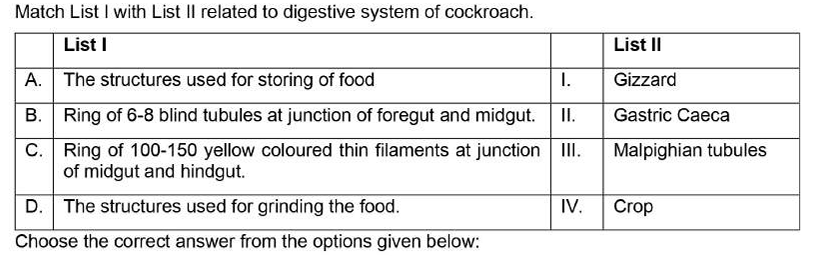 Match List I with List II related to digestive system of cockroach.
List I List II
A. The structures used for storing of food I. Gizzard
B. Ring of 6-8 blind tubules at junction of foregut and midgut. II. Gastric Caeca
C. Ring of 100-150 yellow coloured thin filaments at junction III. Malpighian tubules
of midgut and hindgut.
D. The structures used for grinding the food. IV. Crop
Choose the correct answer from the options given below: